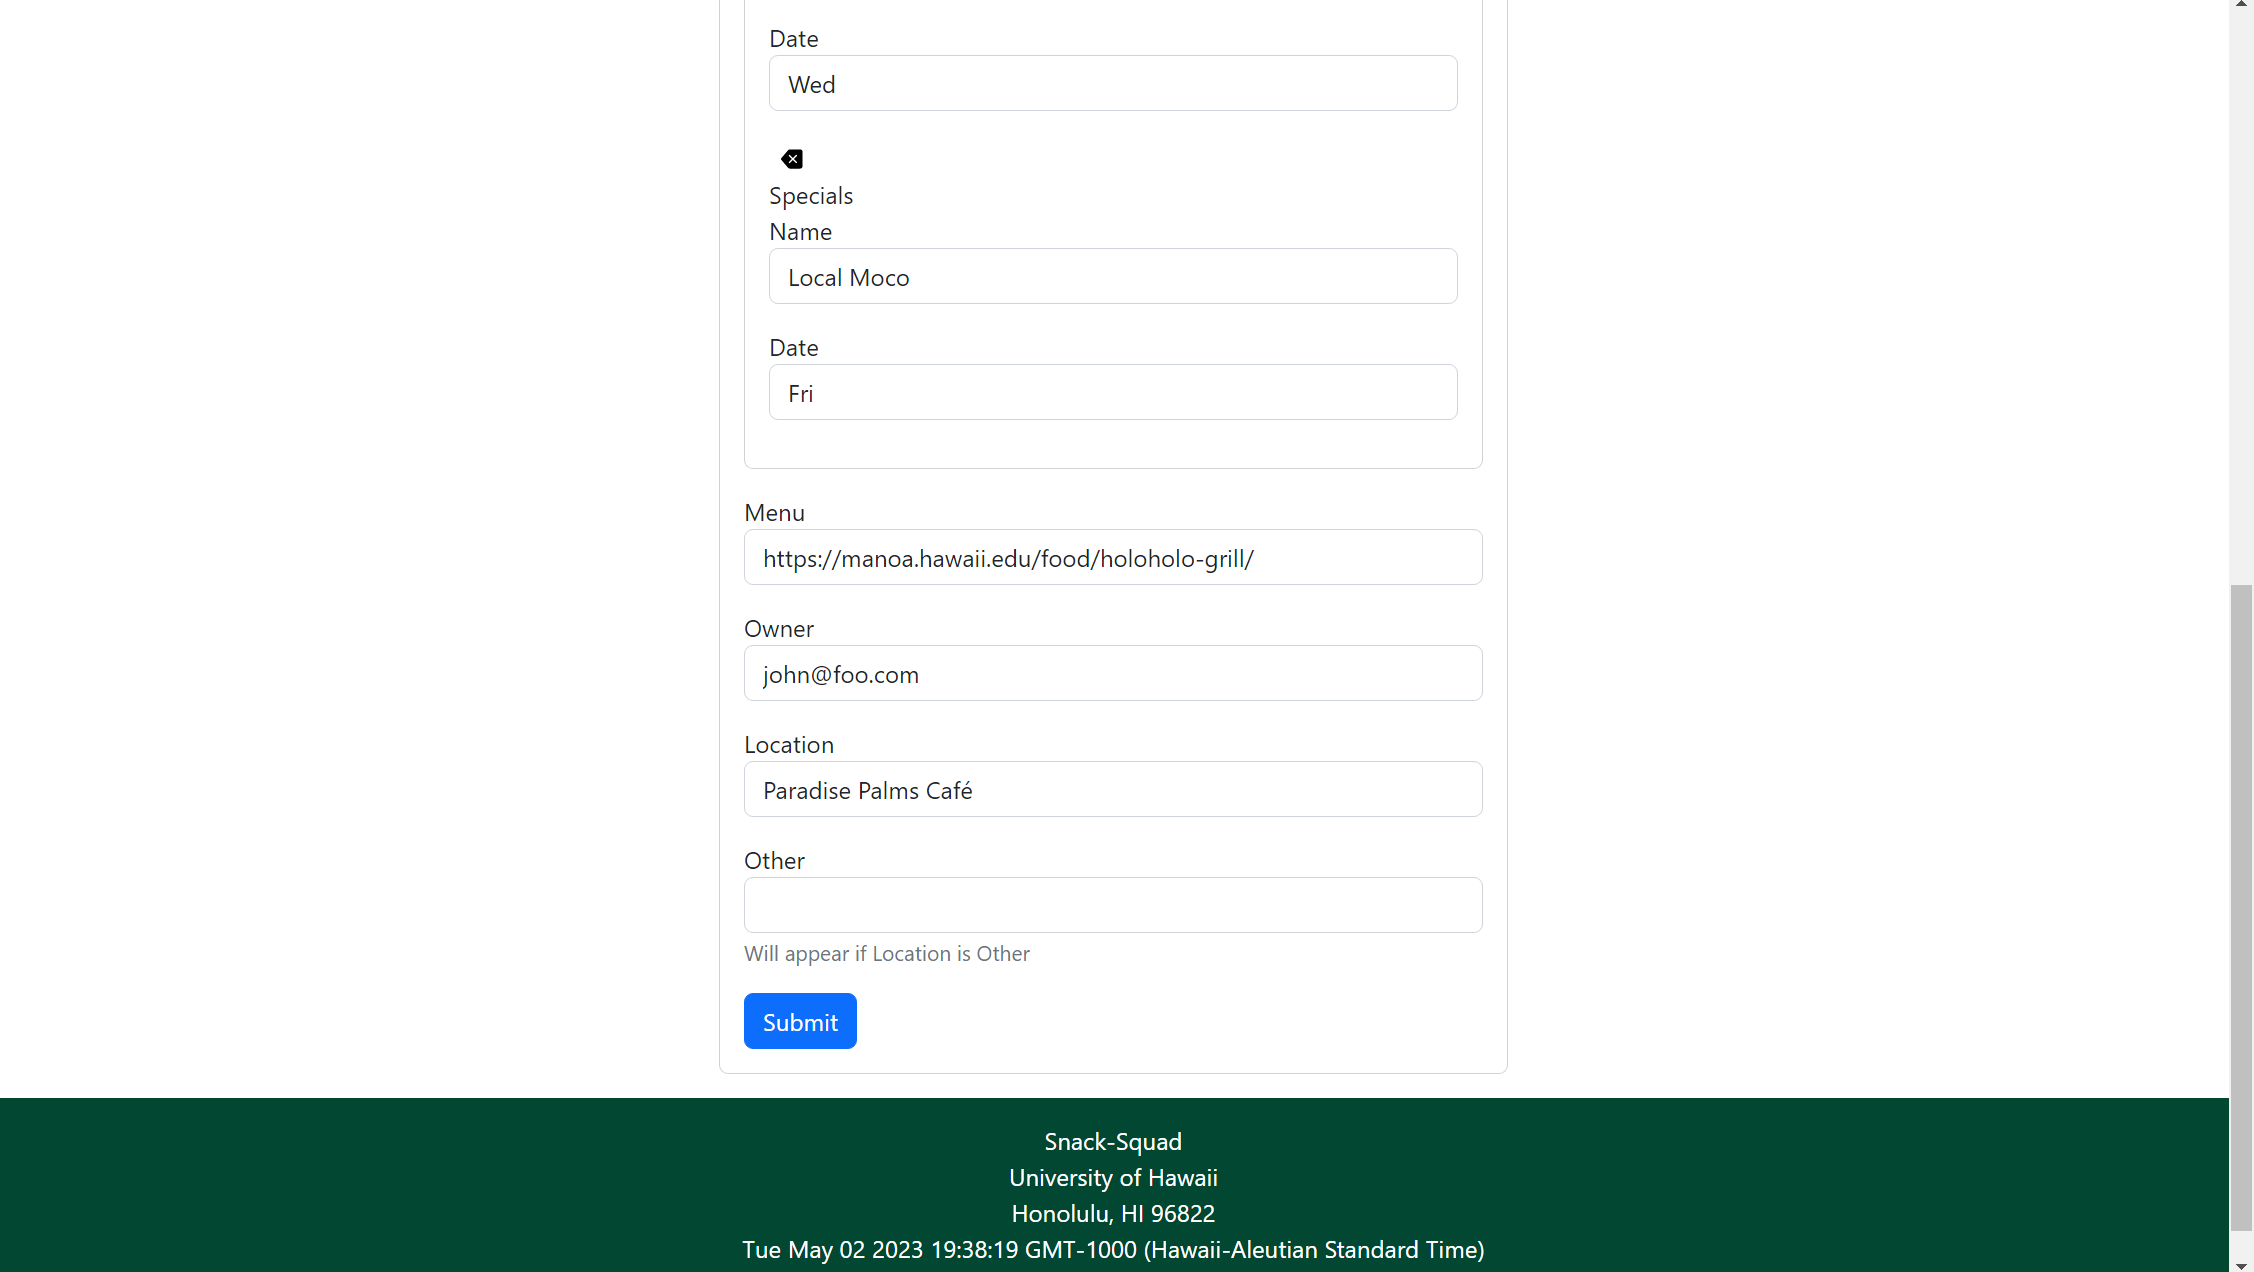 Date
Wed
Specials
Name
Local Moco
Date
Fri
Menu
https://manoa.hawaii.edu/food/holoholo-grill/
Owner
john@foo.com
Location
Paradise Palms Café
Other
Will appear if Location is Other
Submit
Snack-Squad
University of Hawaii
Honolulu, HI 96822
Tue May 02 2023 19:38:19 GMT-1000 (Hawaii-Aleutian Standard Time)